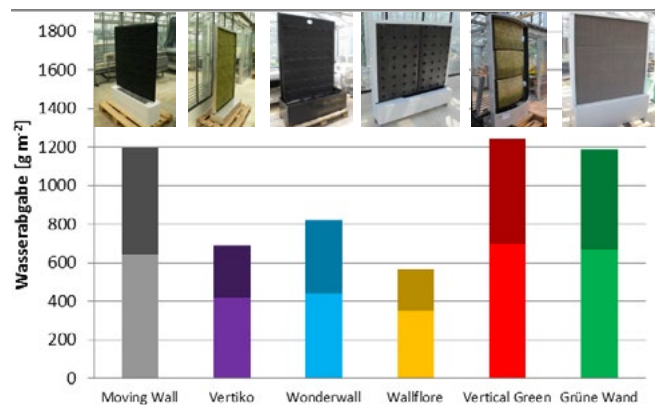 Wasserabgabe [g m-2]
1800
1600
1400
1200
1000
800
600
400
200
0
Moving Wall
Vertiko
Wonderwall
Wallflore
Vertical Green
Grüne Wand